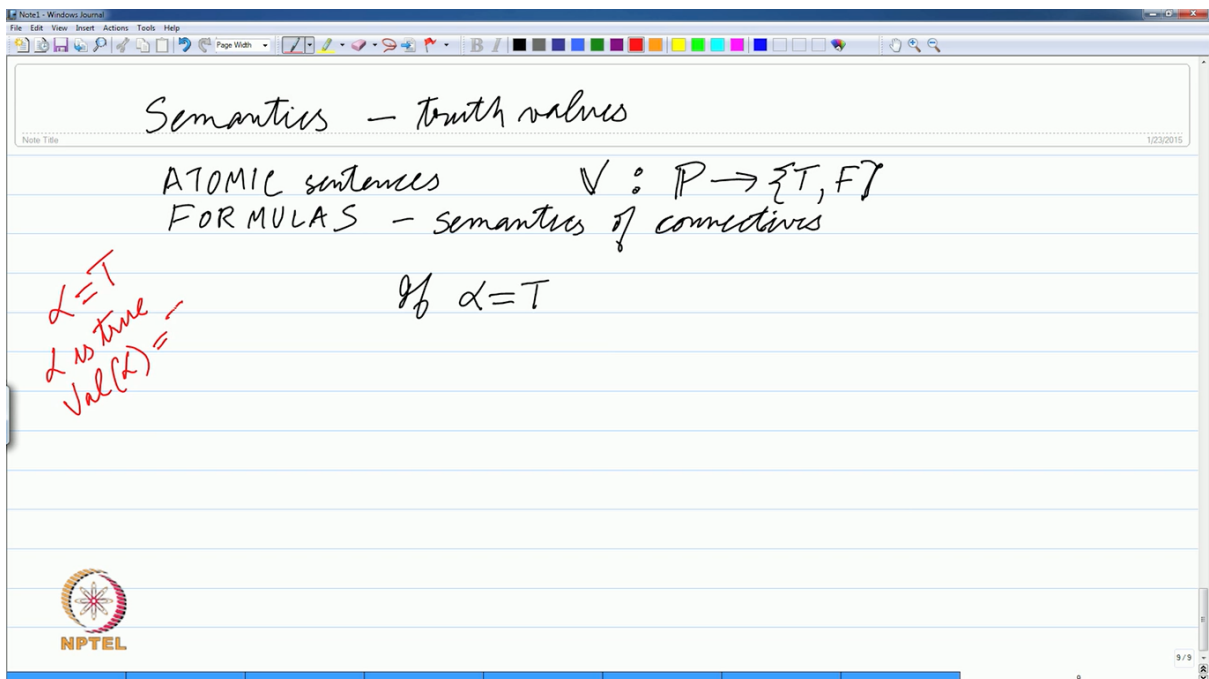 Note1 - Windows Journal
File Edit View Insert Actions Tools Help
Page Width
B I
Semantics – truth values
Note Title
1/23/2015
ATOMIC sentences V : P → {T, F}
FORMULAS – semantics of connectives
If α = T
α = T
α is true
Val(α) =
NPTEL
9 / 9